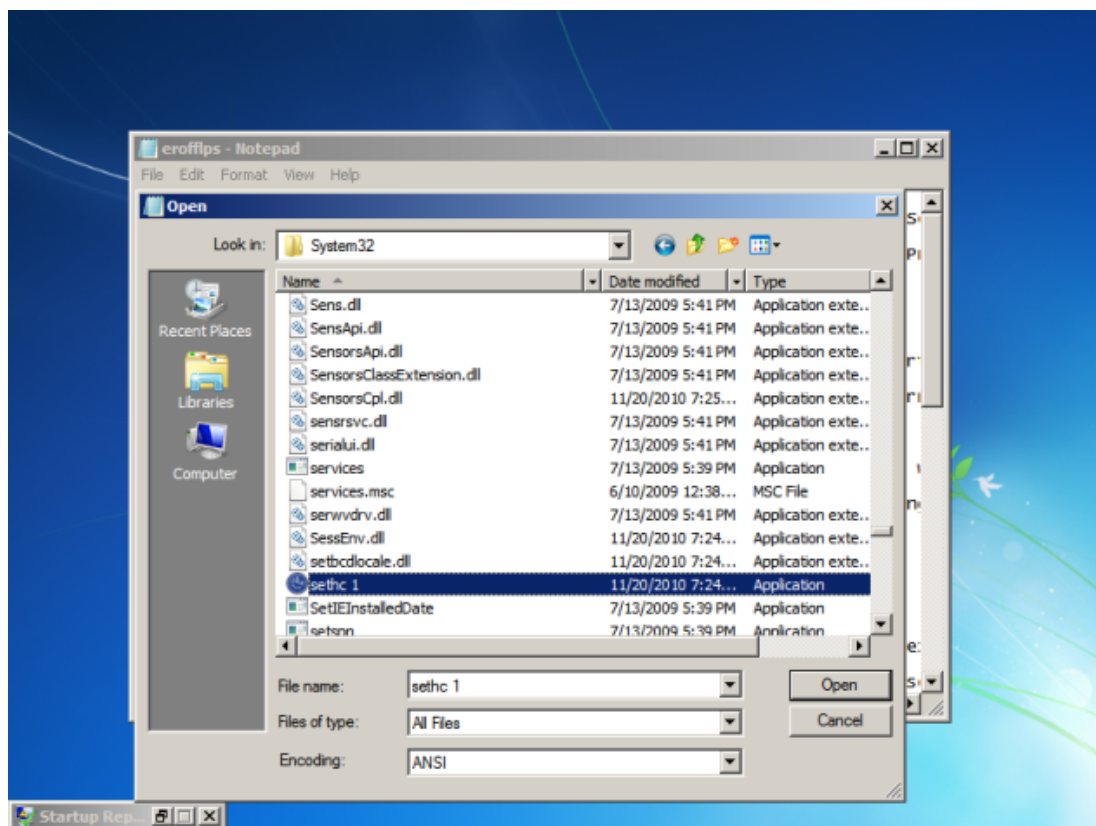 erofflps - Notepad
File Edit Format View Help
Open
Look in: System32
Name Date modified Type
Recent Places
Libraries
Computer
Sens.dll 7/13/2009 5:41 PM Application exte..
SensApi.dll 7/13/2009 5:41 PM Application exte..
SensorsApi.dll 7/13/2009 5:41 PM Application exte..
SensorsClassExtension.dll 7/13/2009 5:41 PM Application exte..
SensorsCpl.dll 11/20/2010 7:25... Application exte..
sensrsvc.dll 7/13/2009 5:41 PM Application exte..
serialui.dll 7/13/2009 5:41 PM Application exte..
services 7/13/2009 5:39 PM Application
services.msc 6/10/2009 12:38... MSC File
serwvdrv.dll 7/13/2009 5:41 PM Application exte..
SessEnv.dll 11/20/2010 7:24... Application exte..
setbcdlocale.dll 11/20/2010 7:24... Application exte..
sethc 1 11/20/2010 7:24... Application
SetIEInstalledDate 7/13/2009 5:39 PM Application
setspn 7/13/2009 5:39 PM Application
File name: sethc 1 Open
Files of type: All Files Cancel
Encoding: ANSI
Startup Rep...